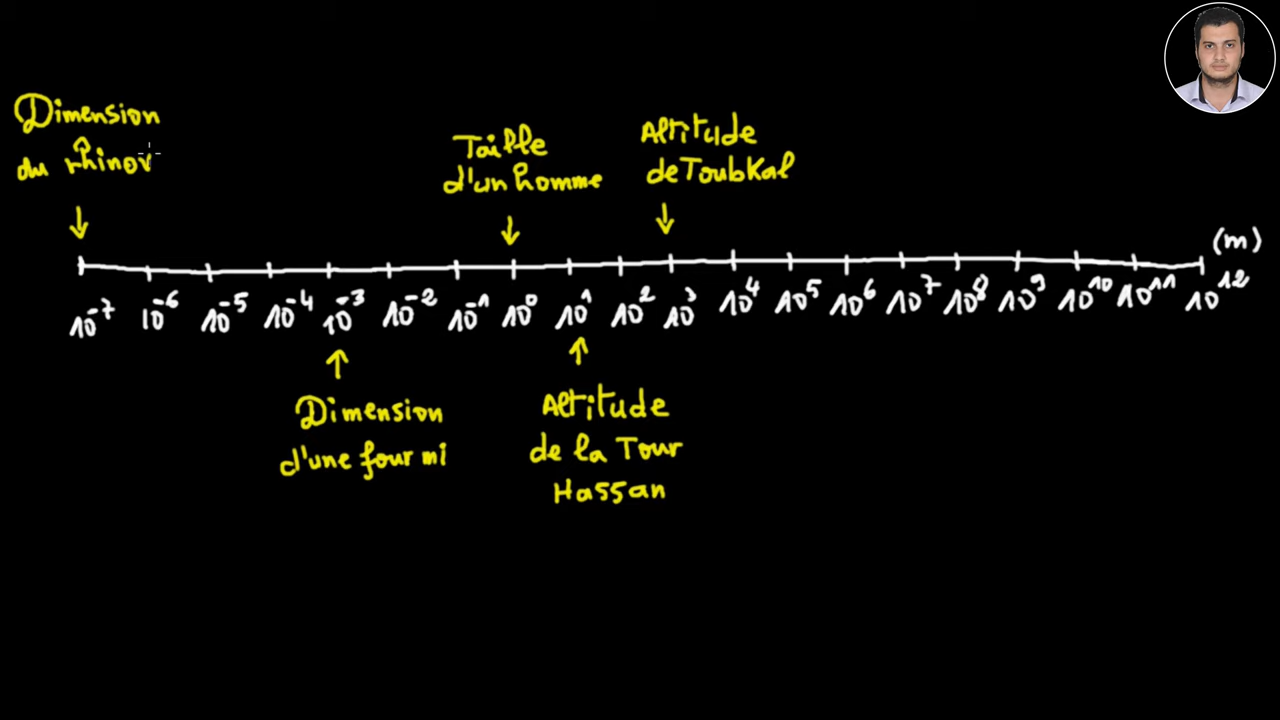 Dimension
du rhinov
Taille
d'un homme
Altitude
de Toubkal
(m)
10⁻⁷ 10⁻⁶ 10⁻⁵ 10⁻⁴ 10⁻³ 10⁻² 10⁻¹ 10⁰ 10¹ 10² 10³ 10⁴ 10⁵ 10⁶ 10⁷ 10⁸ 10⁹ 10¹⁰ 10¹¹ 10¹²
Dimension
d'une fourmi
Altitude
de la Tour
Hassan